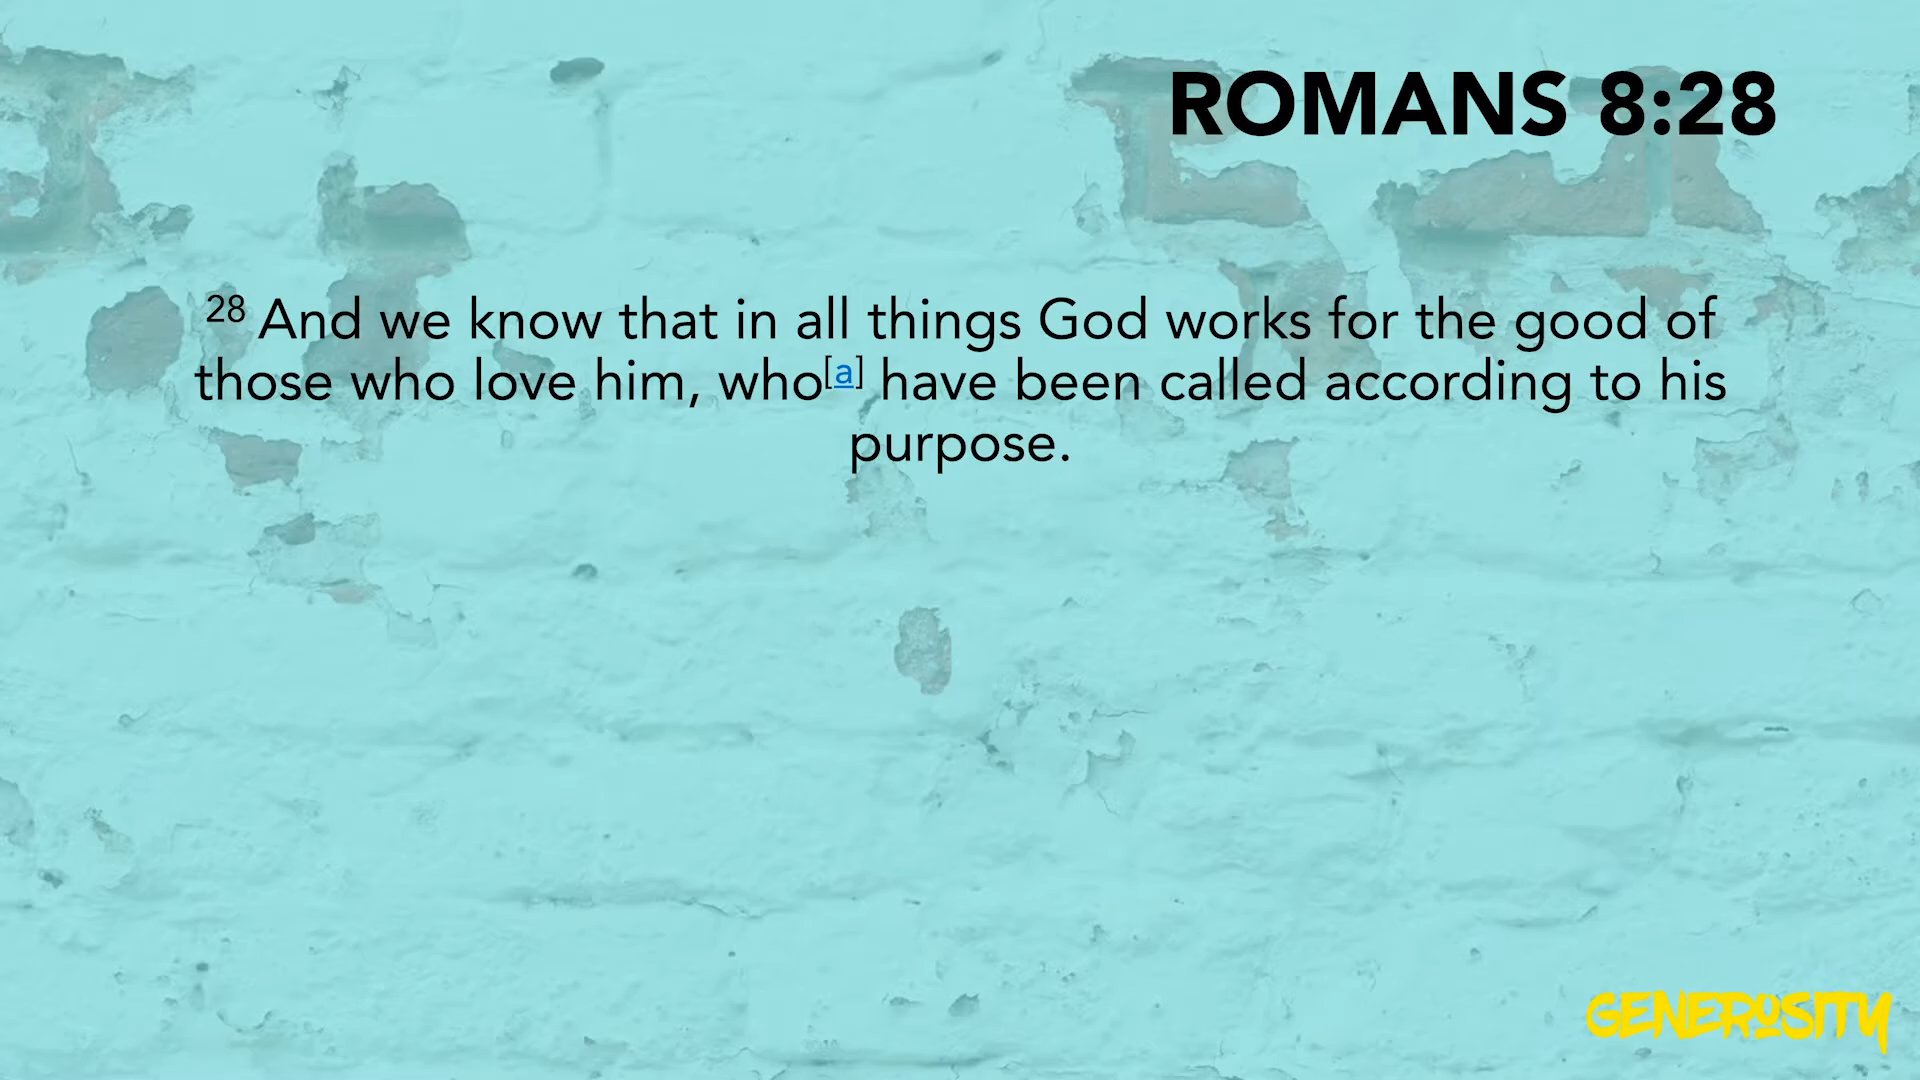 ROMANS 8:28
28 And we know that in all things God works for the good of
those who love him, who[a] have been called according to his
purpose.
GENEROSITY